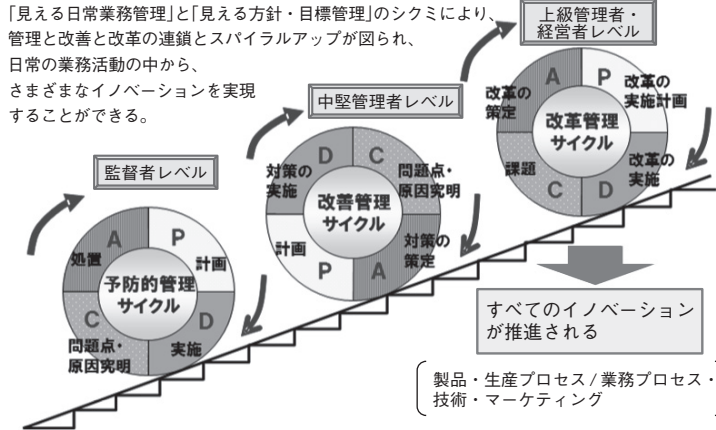 「見える日常業務管理」と「見える方針・目標管理」のシクミにより、
管理と改善と改革の連鎖とスパイラルアップが図られ、
日常の業務活動の中から、
さまざまなイノベーションを実現
することができる。
上級管理者・
経営者レベル
A
P
改革の
策定
改革の
実施計画
改革管理
サイクル
課題
改革の
実施
C
D
中堅管理者レベル
D
C
対策の
実施
問題点・
原因究明
改善管理
サイクル
計画
対策の
策定
P
A
監督者レベル
A
P
処置
計画
予防的管理
サイクル
C
D
問題点・
原因究明
実施
すべてのイノベーション
が推進される
製品・生産プロセス/業務プロセス・
技術・マーケティング